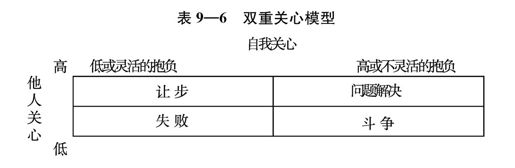 表 9—6 双重关心模型
自我关心
高 低或灵活的抱负 高或不灵活的抱负
他人关心
让步 问题解决
失败 斗争
低